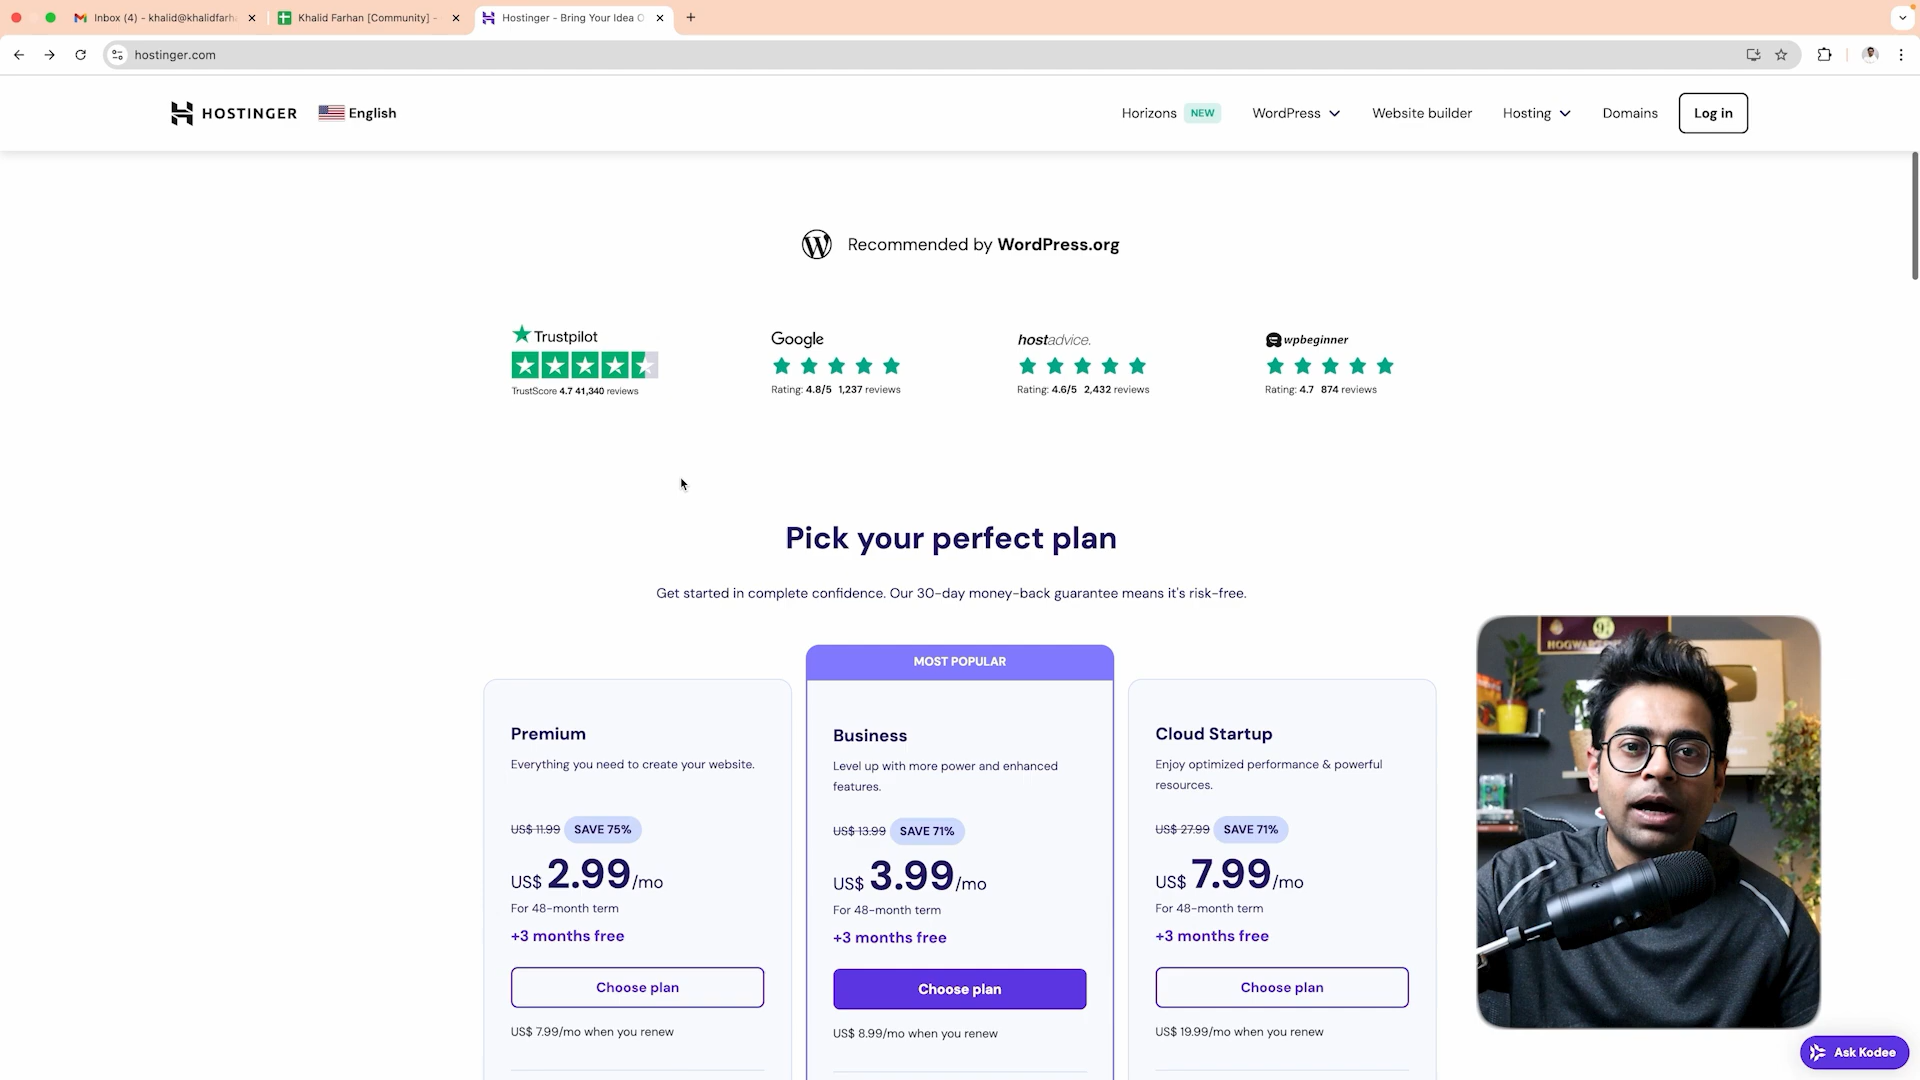 Inbox (4) - khalid@khalidfarh
Khalid Farhan [Community] -
Hostinger - Bring Your Idea O
hostinger.com
HOSTINGER
English
Horizons NEW
WordPress
Website builder
Hosting
Domains
Log in
Recommended by WordPress.org
Trustpilot
TrustScore 4.7 41,340 reviews
Google
Rating: 4.8/5 1,237 reviews
hostadvice.
Rating: 4.6/5 2,432 reviews
wpbeginner
Rating: 4.7 874 reviews
Pick your perfect plan
Get started in complete confidence. Our 30-day money-back guarantee means it's risk-free.
Premium
Everything you need to create your website.
US$ 11.99 SAVE 75%
US$ 2.99/mo
For 48-month term
+3 months free
Choose plan
US$ 7.99/mo when you renew
MOST POPULAR
Business
Level up with more power and enhanced
features.
US$ 13.99 SAVE 71%
US$ 3.99/mo
For 48-month term
+3 months free
Choose plan
US$ 8.99/mo when you renew
Cloud Startup
Enjoy optimized performance & powerful
resources.
US$ 27.99 SAVE 71%
US$ 7.99/mo
For 48-month term
+3 months free
Choose plan
US$ 19.99/mo when you renew
Ask Kodee